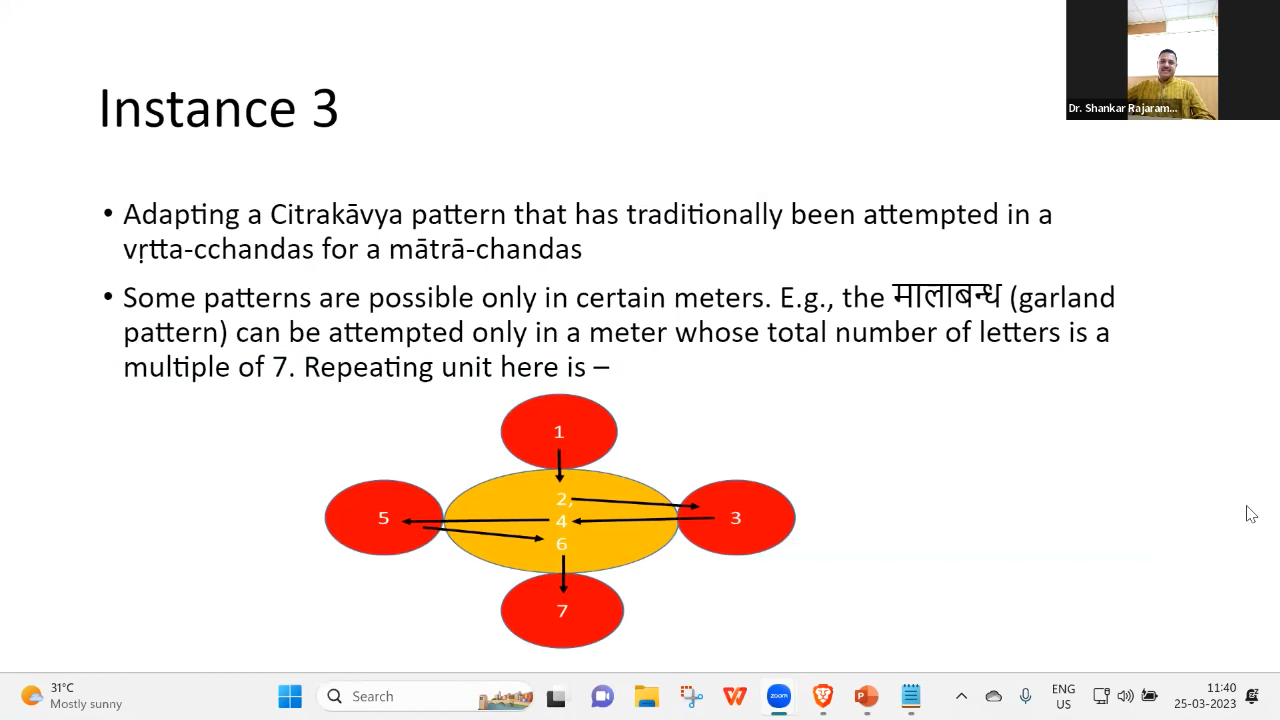 Dr. Shankar Rajaram...
Instance 3
• Adapting a Citrakāvya pattern that has traditionally been attempted in a
vṛtta-cchandas for a mātrā-chandas
• Some patterns are possible only in certain meters. E.g., the मालाबन्ध (garland
pattern) can be attempted only in a meter whose total number of letters is a
multiple of 7. Repeating unit here is –
1
2,
5
4
3
6
7
31°C
Mostly sunny
Search
ENG
US
11:40
25-03-2023